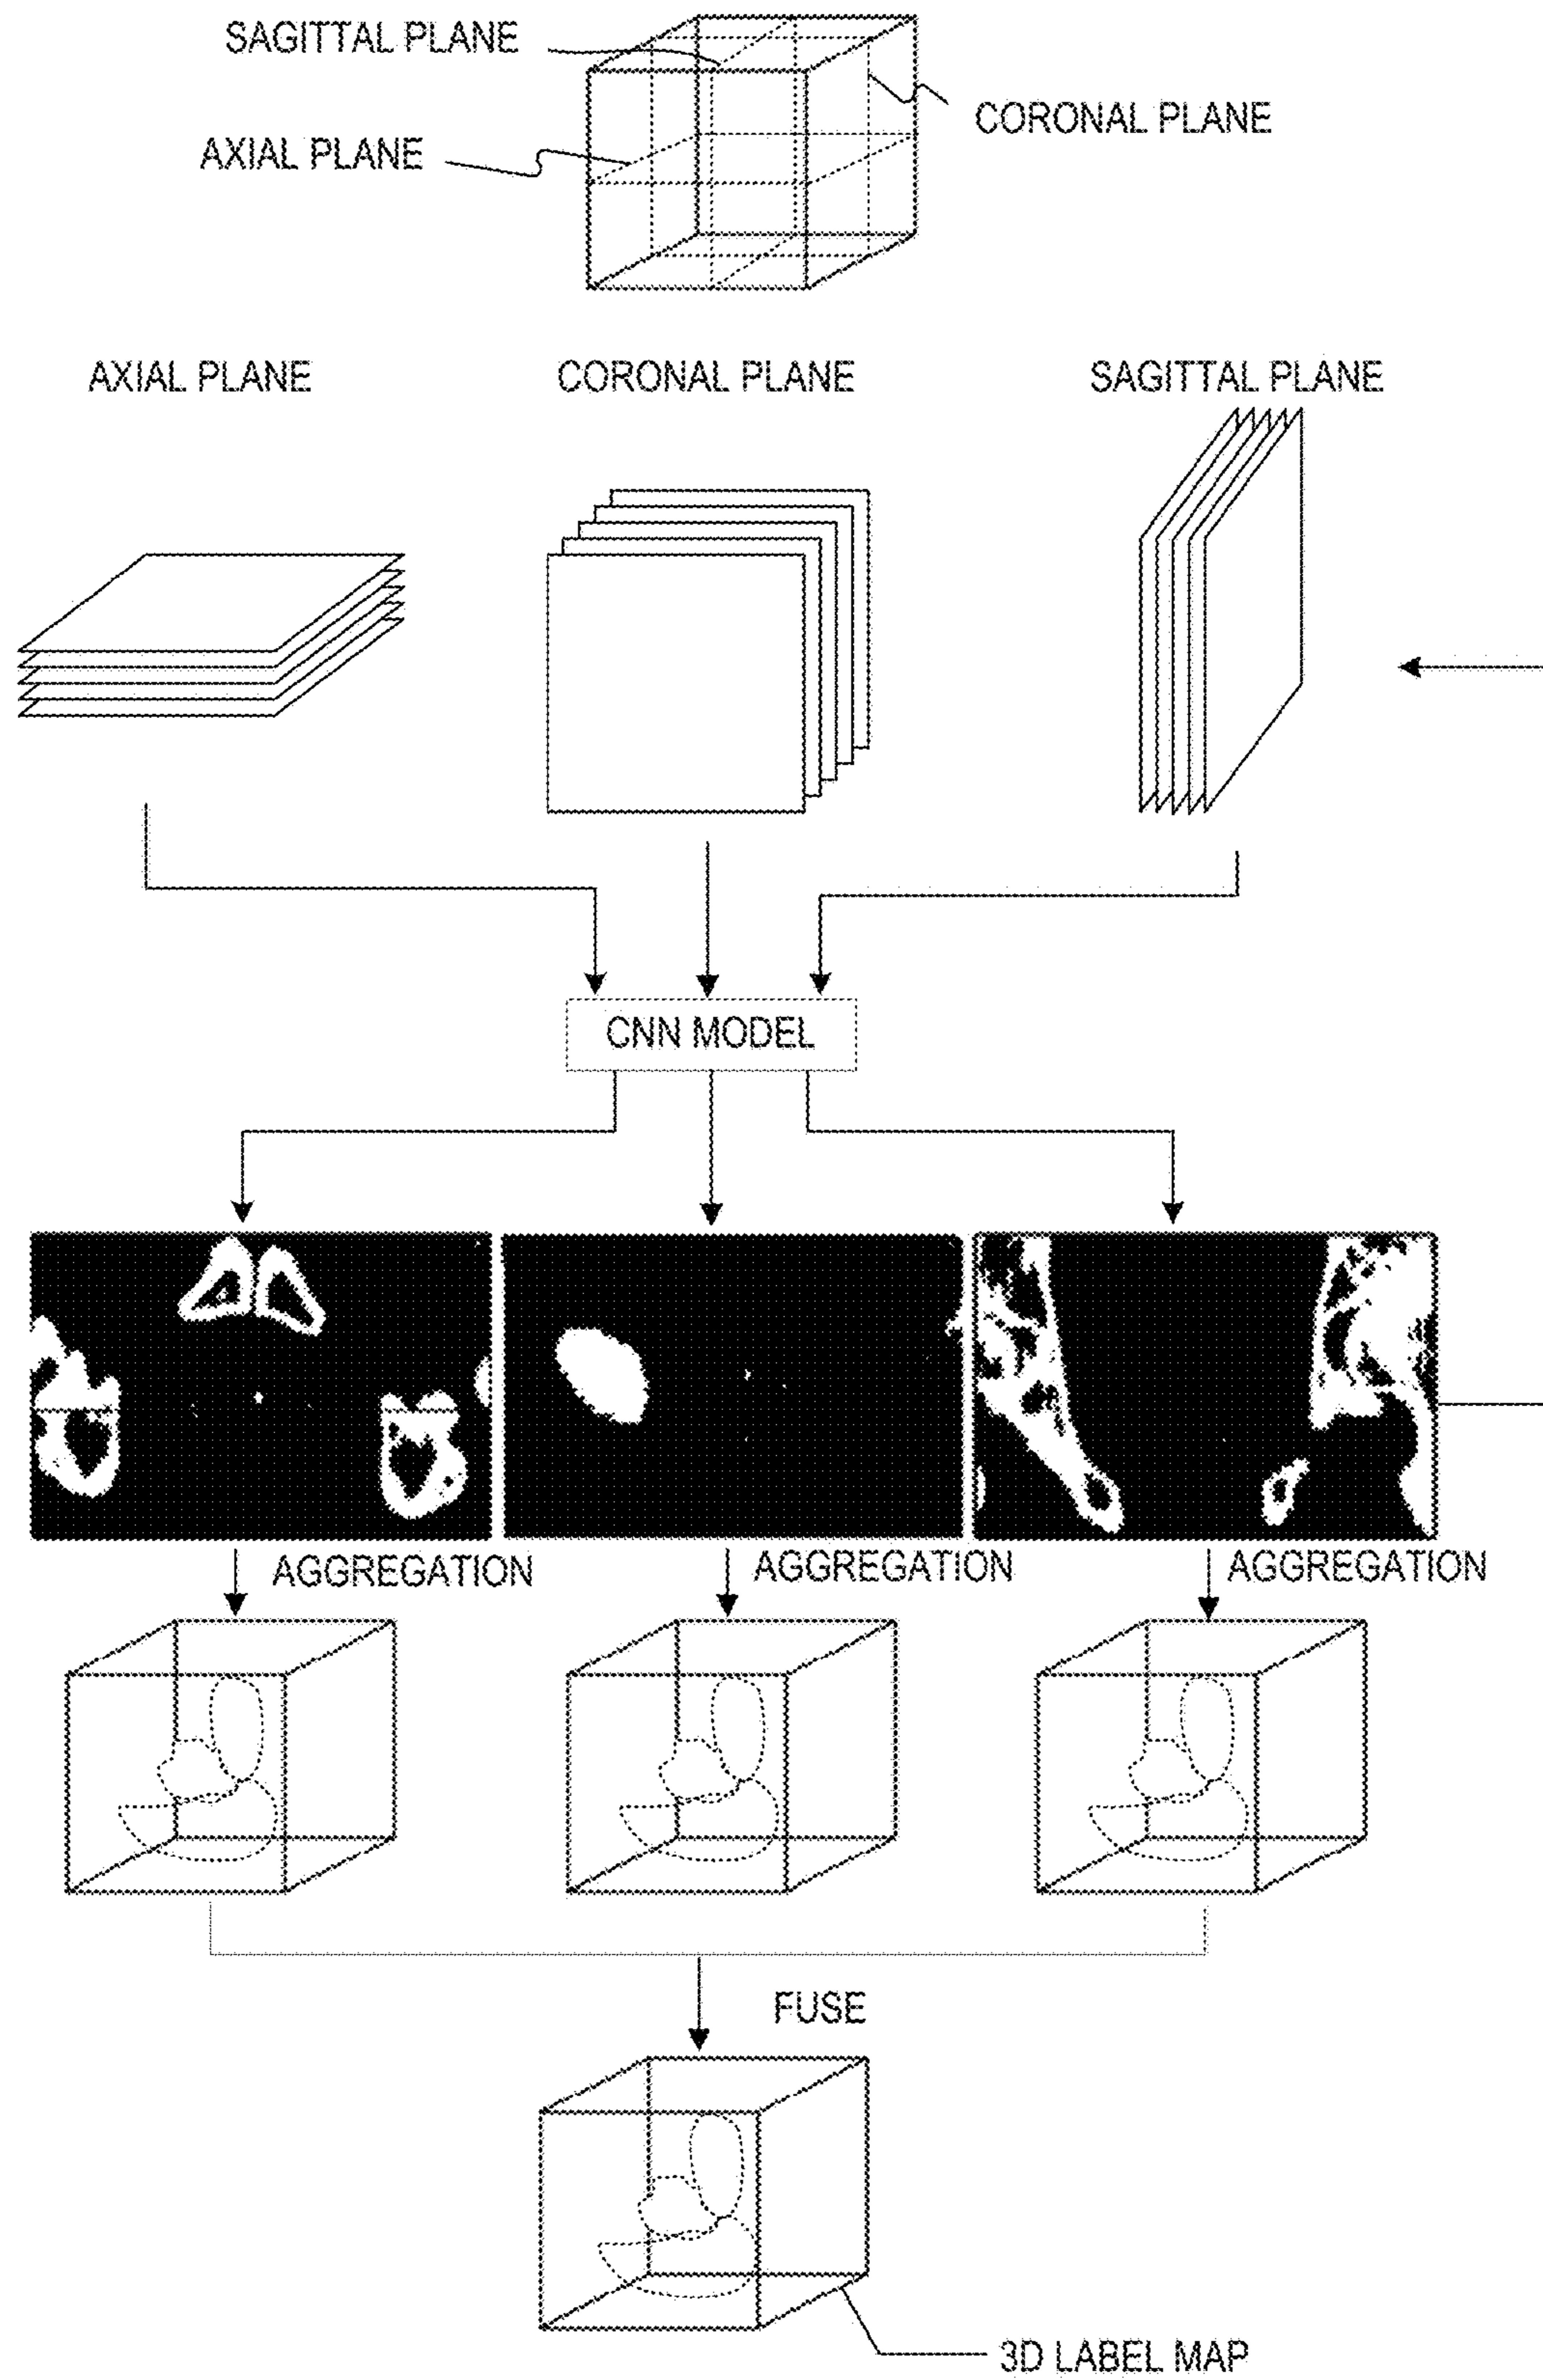 SAGITTAL PLANE
CORONAL PLANE
AXIAL PLANE
AXIAL PLANE
CORONAL PLANE
SAGITTAL PLANE
CNN MODEL
AGGREGATION
AGGREGATION
AGGREGATION
FUSE
3D LABEL MAP